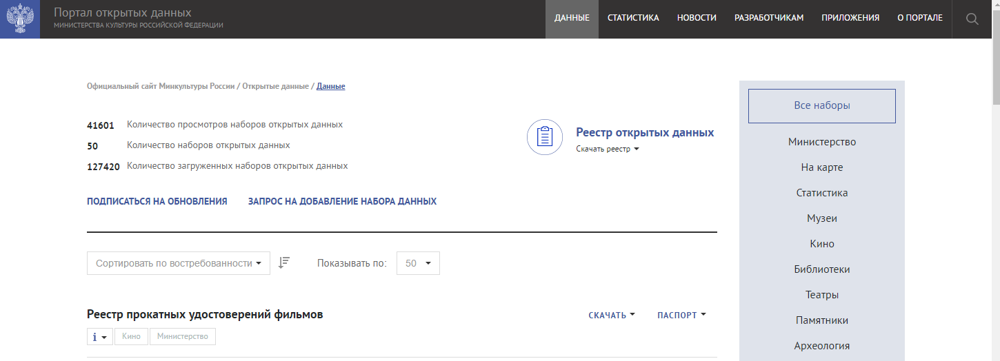 Портал открытых данных
МИНИСТЕРСТВА КУЛЬТУРЫ РОССИЙСКОЙ ФЕДЕРАЦИИ
ДАННЫЕ СТАТИСТИКА НОВОСТИ РАЗРАБОТЧИКАМ ПРИЛОЖЕНИЯ О ПОРТАЛЕ
Официальный сайт Минкультуры России / Открытые данные / Данные
41601 Количество просмотров наборов открытых данных
50 Количество наборов открытых данных
127420 Количество загруженных наборов открытых данных
Реестр открытых данных
Скачать реестр
ПОДПИСАТЬСЯ НА ОБНОВЛЕНИЯ ЗАПРОС НА ДОБАВЛЕНИЕ НАБОРА ДАННЫХ
Сортировать по востребованности Показывать по: 50
Реестр прокатных удостоверений фильмов СКАЧАТЬ ПАСПОРТ
i Кино Министерство
Все наборы
Министерство
На карте
Статистика
Музеи
Кино
Библиотеки
Театры
Памятники
Археология